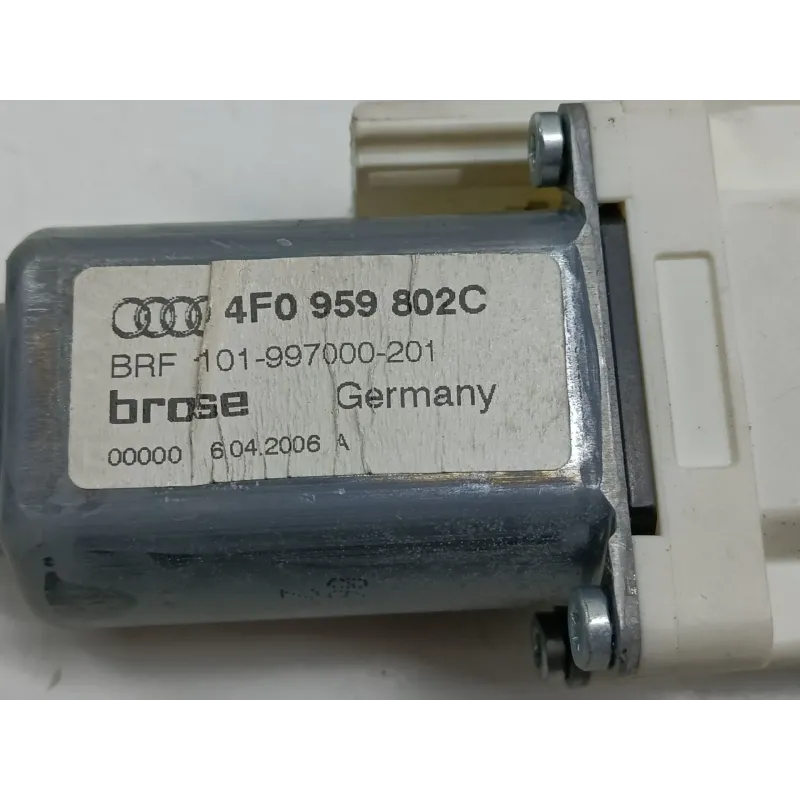 4F0 959 802C
BRF 101-997000-201
brose Germany
00000 6.04.2006 A